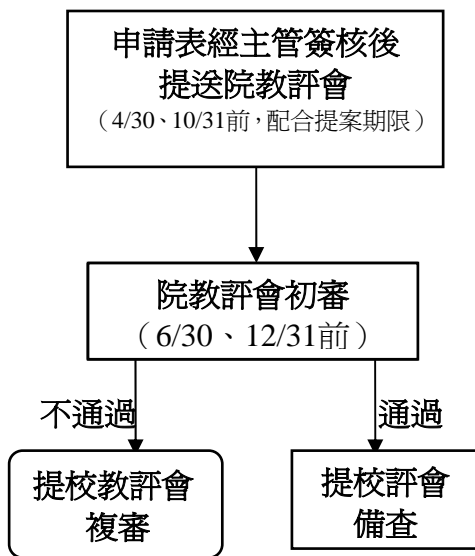 申請表經主管簽核後
提送院教評會
（4/30、10/31前，配合提案期限）
院教評會初審
（6/30、12/31前）
不通過
通過
提校教評會
複審
提校評會
備查